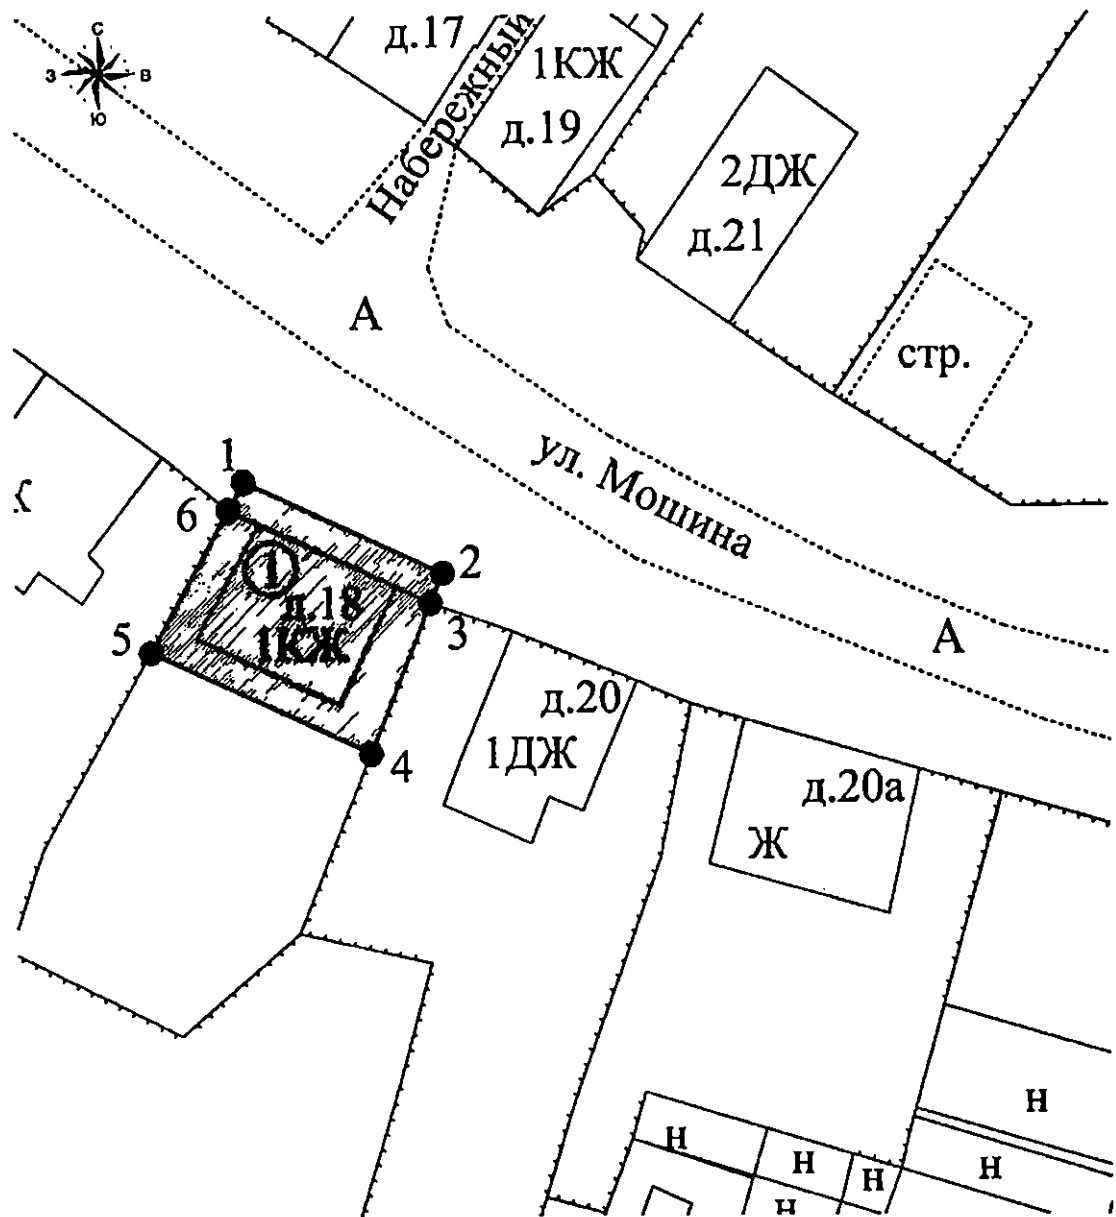 С
З
В
Ю
д.17
Набережный
1КЖ
д.19
2ДЖ
д.21
А
стр.
ул. Мошина
1
6
2
1
д.18
3
1КЖ
5
А
д.20
4
1ДЖ
д.20а
Ж
н
н
н
н
н
н